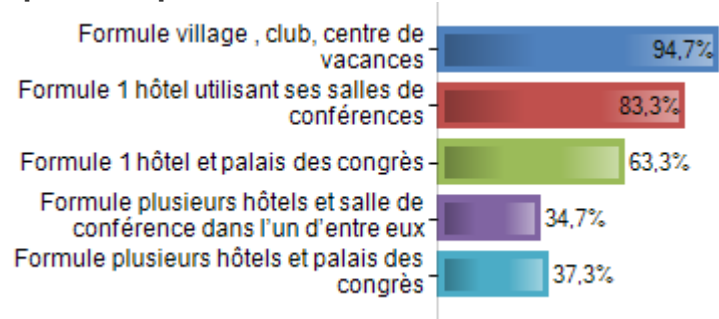 Formule village , club, centre de
vacances
94,7%
Formule 1 hôtel utilisant ses salles de
conférences
83,3%
Formule 1 hôtel et palais des congrès
63,3%
Formule plusieurs hôtels et salle de
conférence dans l’un d’entre eux
34,7%
Formule plusieurs hôtels et palais des
congrès
37,3%